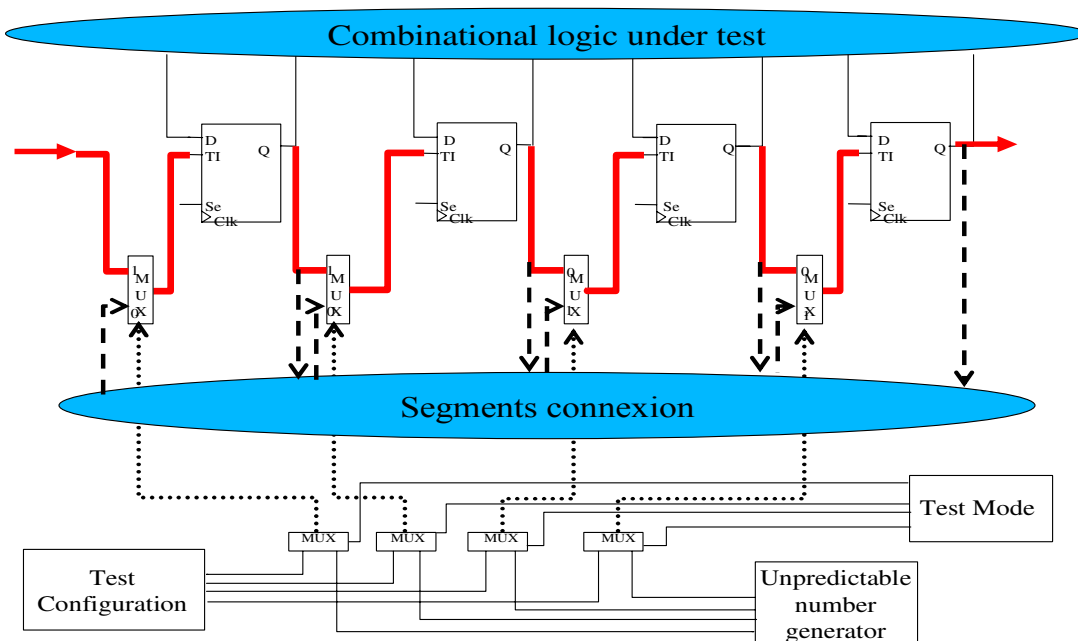 Combinational logic under test
D
TI
Q
Se
Clk
D
TI
Q
Se
Clk
D
TI
Q
Se
Clk
D
TI
Q
Se
Clk
1
M
U
X
0
1
M
U
X
0
0
M
U
X
1
0
M
U
X
1
Segments connexion
MUX
MUX
MUX
MUX
Test Mode
Test
Configuration
Unpredictable
number
generator